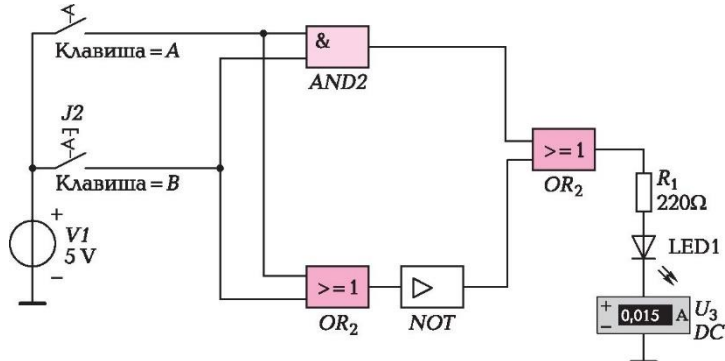 A
Клавиша = A
J2
A
Клавиша = B
+
V1
5 V
−
&
AND2
>= 1
OR2
NOT
>= 1
OR2
R1
220Ω
LED1
+
−
0,015
A
U3
DC